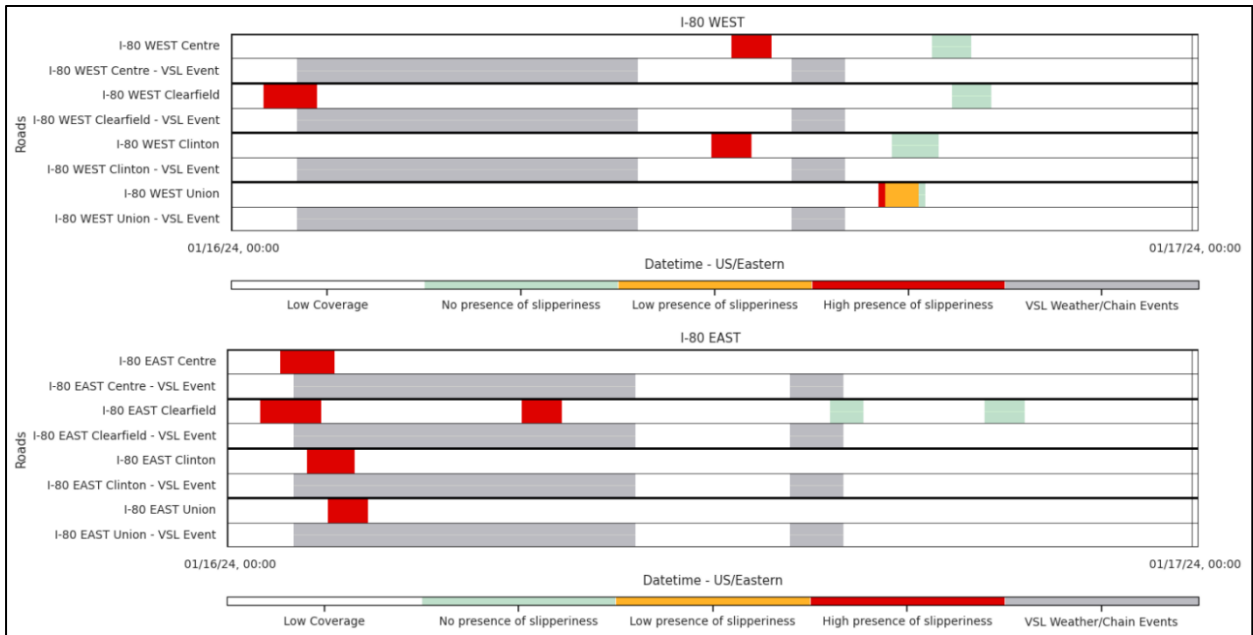 I-80 WEST
Roads
I-80 WEST Centre
I-80 WEST Centre - VSL Event
I-80 WEST Clearfield
I-80 WEST Clearfield - VSL Event
I-80 WEST Clinton
I-80 WEST Clinton - VSL Event
I-80 WEST Union
I-80 WEST Union - VSL Event
01/16/24, 00:00 01/17/24, 00:00
Datetime - US/Eastern
Low Coverage No presence of slipperiness Low presence of slipperiness High presence of slipperiness VSL Weather/Chain Events
I-80 EAST
Roads
I-80 EAST Centre
I-80 EAST Centre - VSL Event
I-80 EAST Clearfield
I-80 EAST Clearfield - VSL Event
I-80 EAST Clinton
I-80 EAST Clinton - VSL Event
I-80 EAST Union
I-80 EAST Union - VSL Event
01/16/24, 00:00 01/17/24, 00:00
Datetime - US/Eastern
Low Coverage No presence of slipperiness Low presence of slipperiness High presence of slipperiness VSL Weather/Chain Events